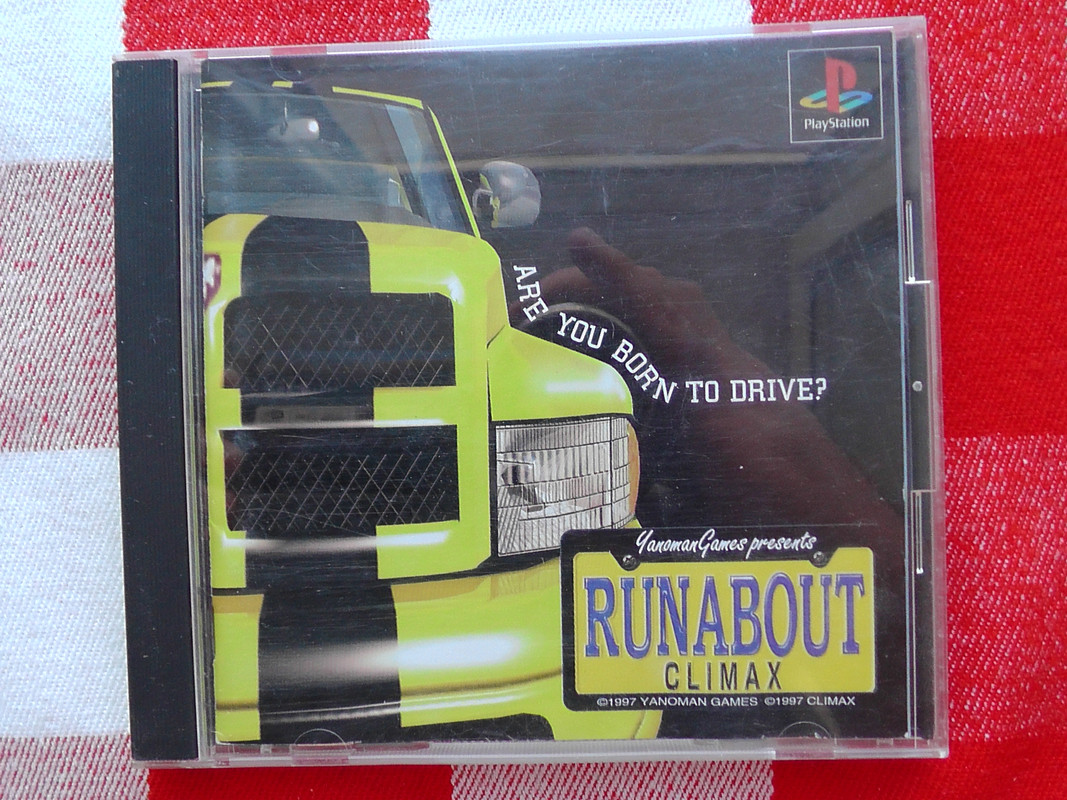 PlayStation
ARE YOU BORN TO DRIVE?
YanomanGames presents
RUNABOUT
CLIMAX
©1997 YANOMAN GAMES ©1997 CLIMAX